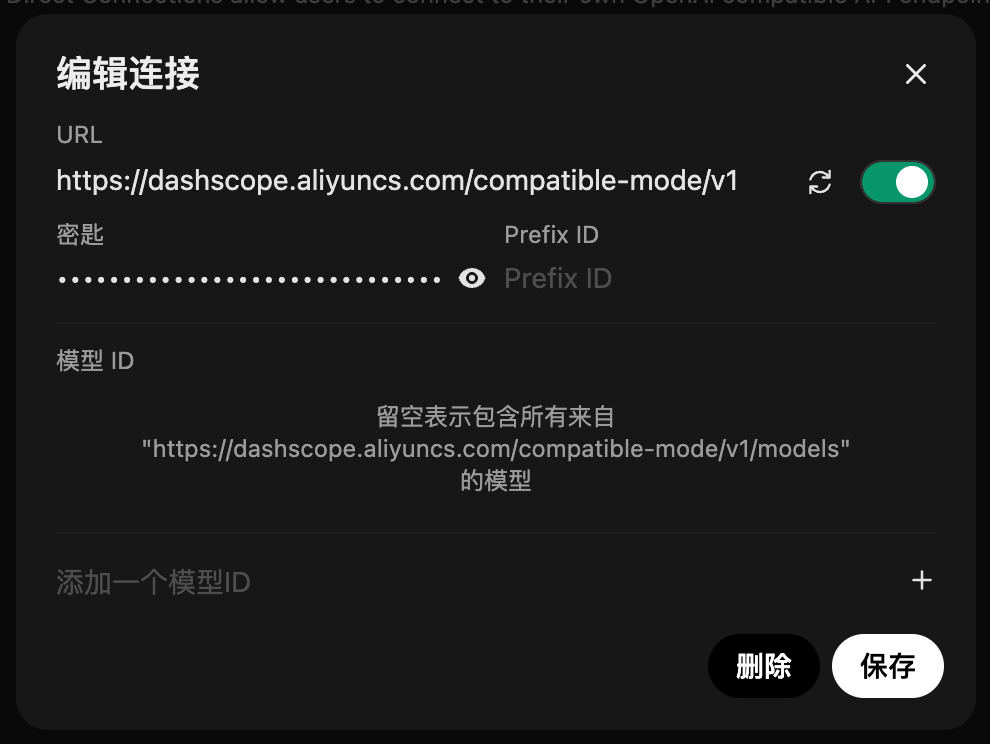 Direct Connections allow users to connect to their own OpenAI compatible API endpoin
编辑连接
URL
https://dashscope.aliyuncs.com/compatible-mode/v1
密匙 Prefix ID
•••••••••••••••••••••••••••• Prefix ID
模型 ID
留空表示包含所有来自
"https://dashscope.aliyuncs.com/compatible-mode/v1/models"
的模型
添加一个模型ID
删除 保存